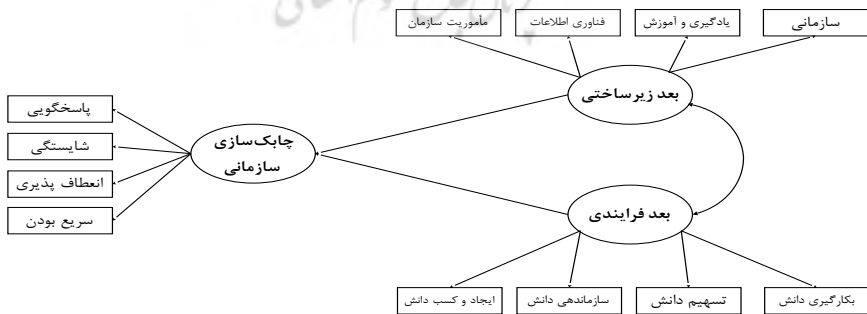 سازمانی
یادگیری و آموزش
فناوری اطلاعات
مأموریت سازمان
بعد زیرساختی
پاسخگویی
شایستگی
انعطاف پذیری
سریع بودن
چابک‌سازی
سازمانی
بعد فرایندی
بکارگیری دانش
تسهیم دانش
سازماندهی دانش
ایجاد و کسب دانش